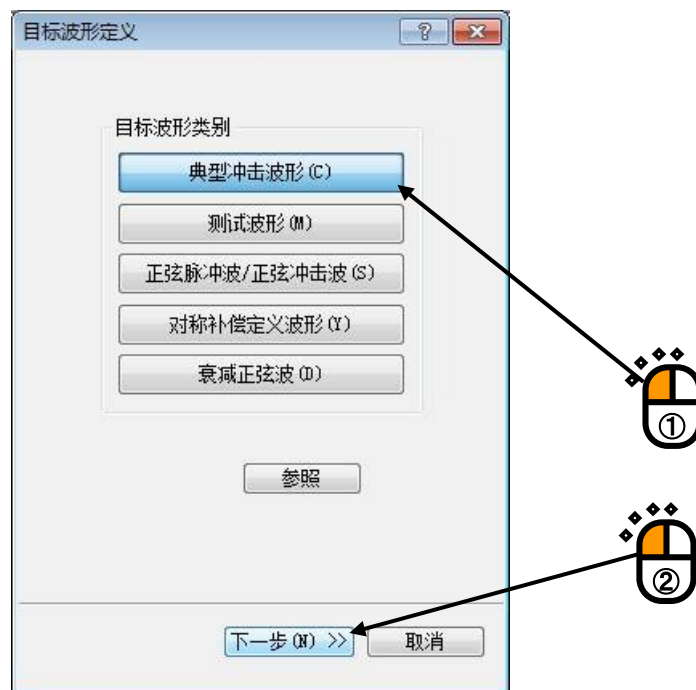 目标波形定义
目标波形类别
典型冲击波形(C)
测试波形(M)
正弦脉冲波/正弦冲击波(S)
对称补偿定义波形(Y)
衰减正弦波(D)
①
参照
②
下一步(N) >> 取消